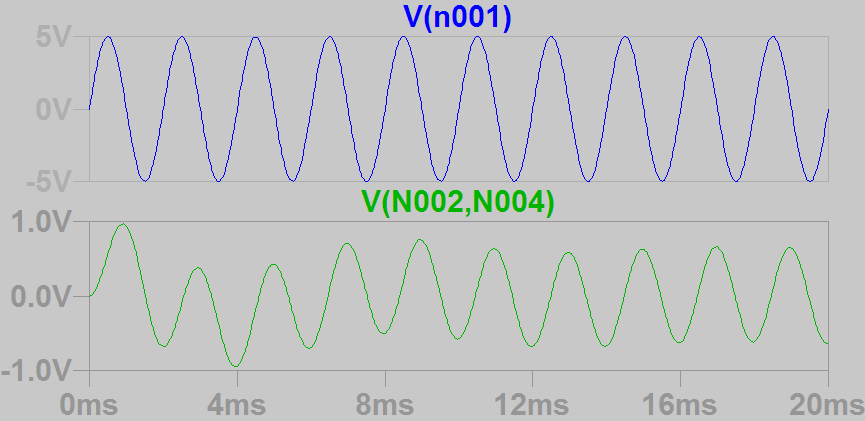 V(n001)
5V
0V
-5V
V(N002,N004)
1.0V
0.0V
-1.0V
0ms 4ms 8ms 12ms 16ms 20ms